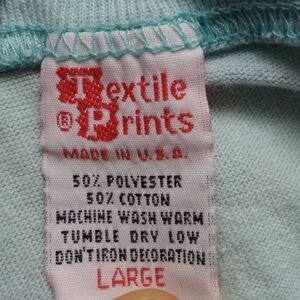 Textile
® Prints
MADE IN U.S.A.
50% POLYESTER
50% COTTON
MACHINE WASH WARM
TUMBLE DRY LOW
DON'T IRON DECORATION
LARGE